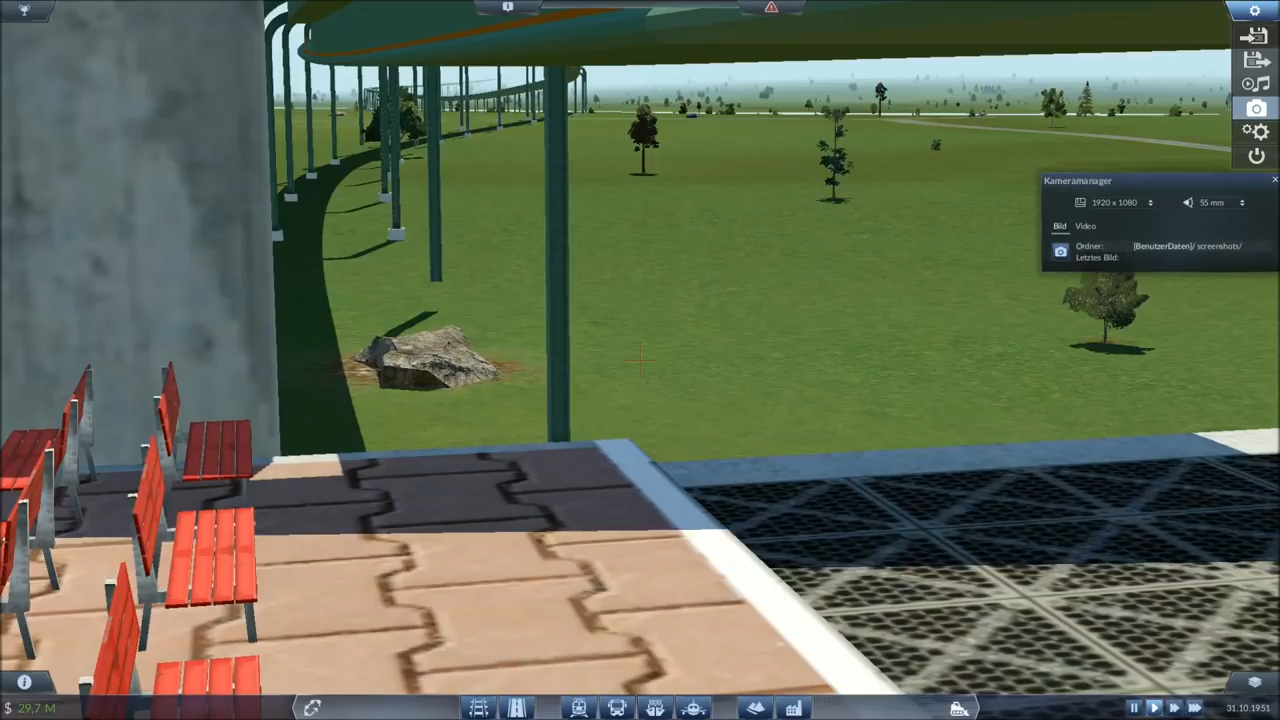 Kameramanager
1920 x 1080
55 mm
Bild Video
Ordner: [BenutzerDaten]/ screenshots/
Letztes Bild:
$ 29,7 M
31.10.1951